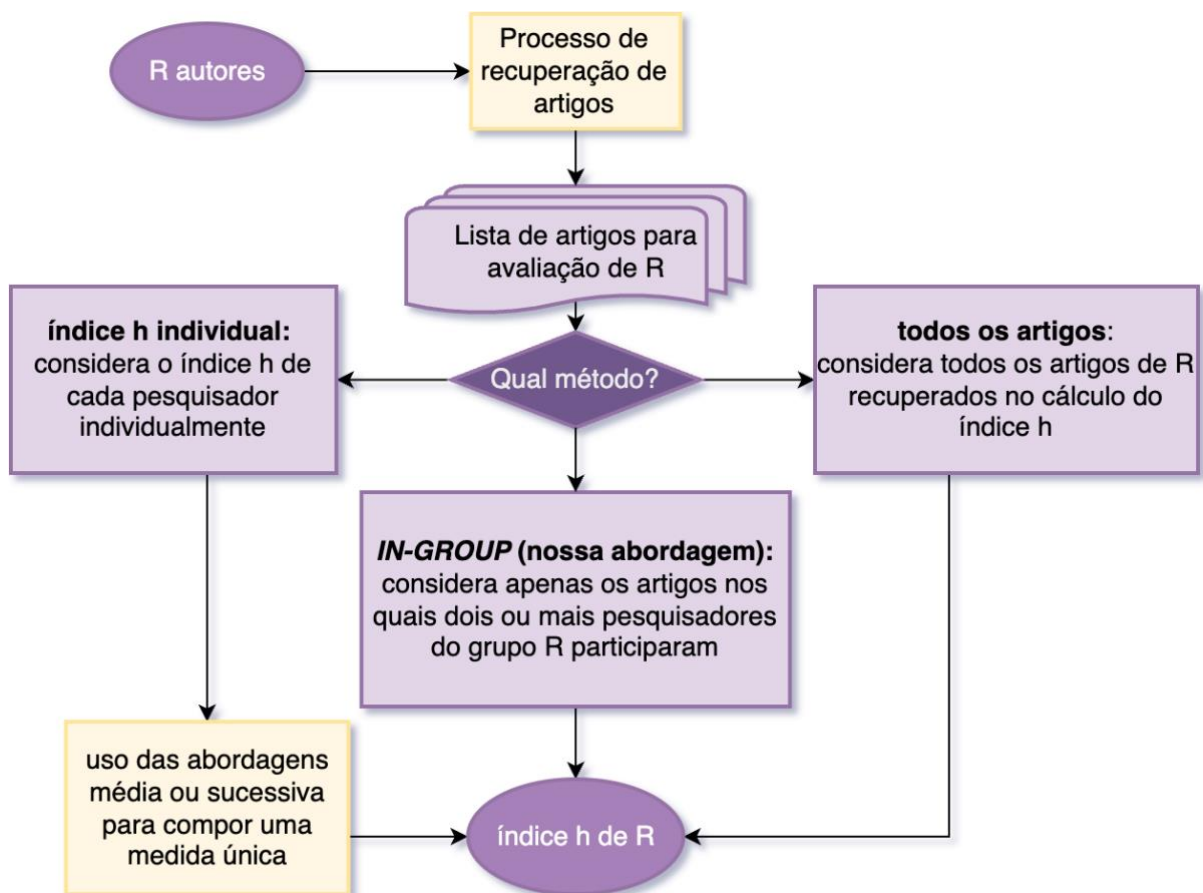 R autores
Processo de
recuperação de
artigos
Lista de artigos para
avaliação de R
índice h individual:
considera o índice h de
cada pesquisador
individualmente
Qual método?
todos os artigos:
considera todos os artigos de R
recuperados no cálculo do
índice h
IN-GROUP (nossa abordagem):
considera apenas os artigos nos
quais dois ou mais pesquisadores
do grupo R participaram
uso das abordagens
média ou sucessiva
para compor uma
medida única
índice h de R